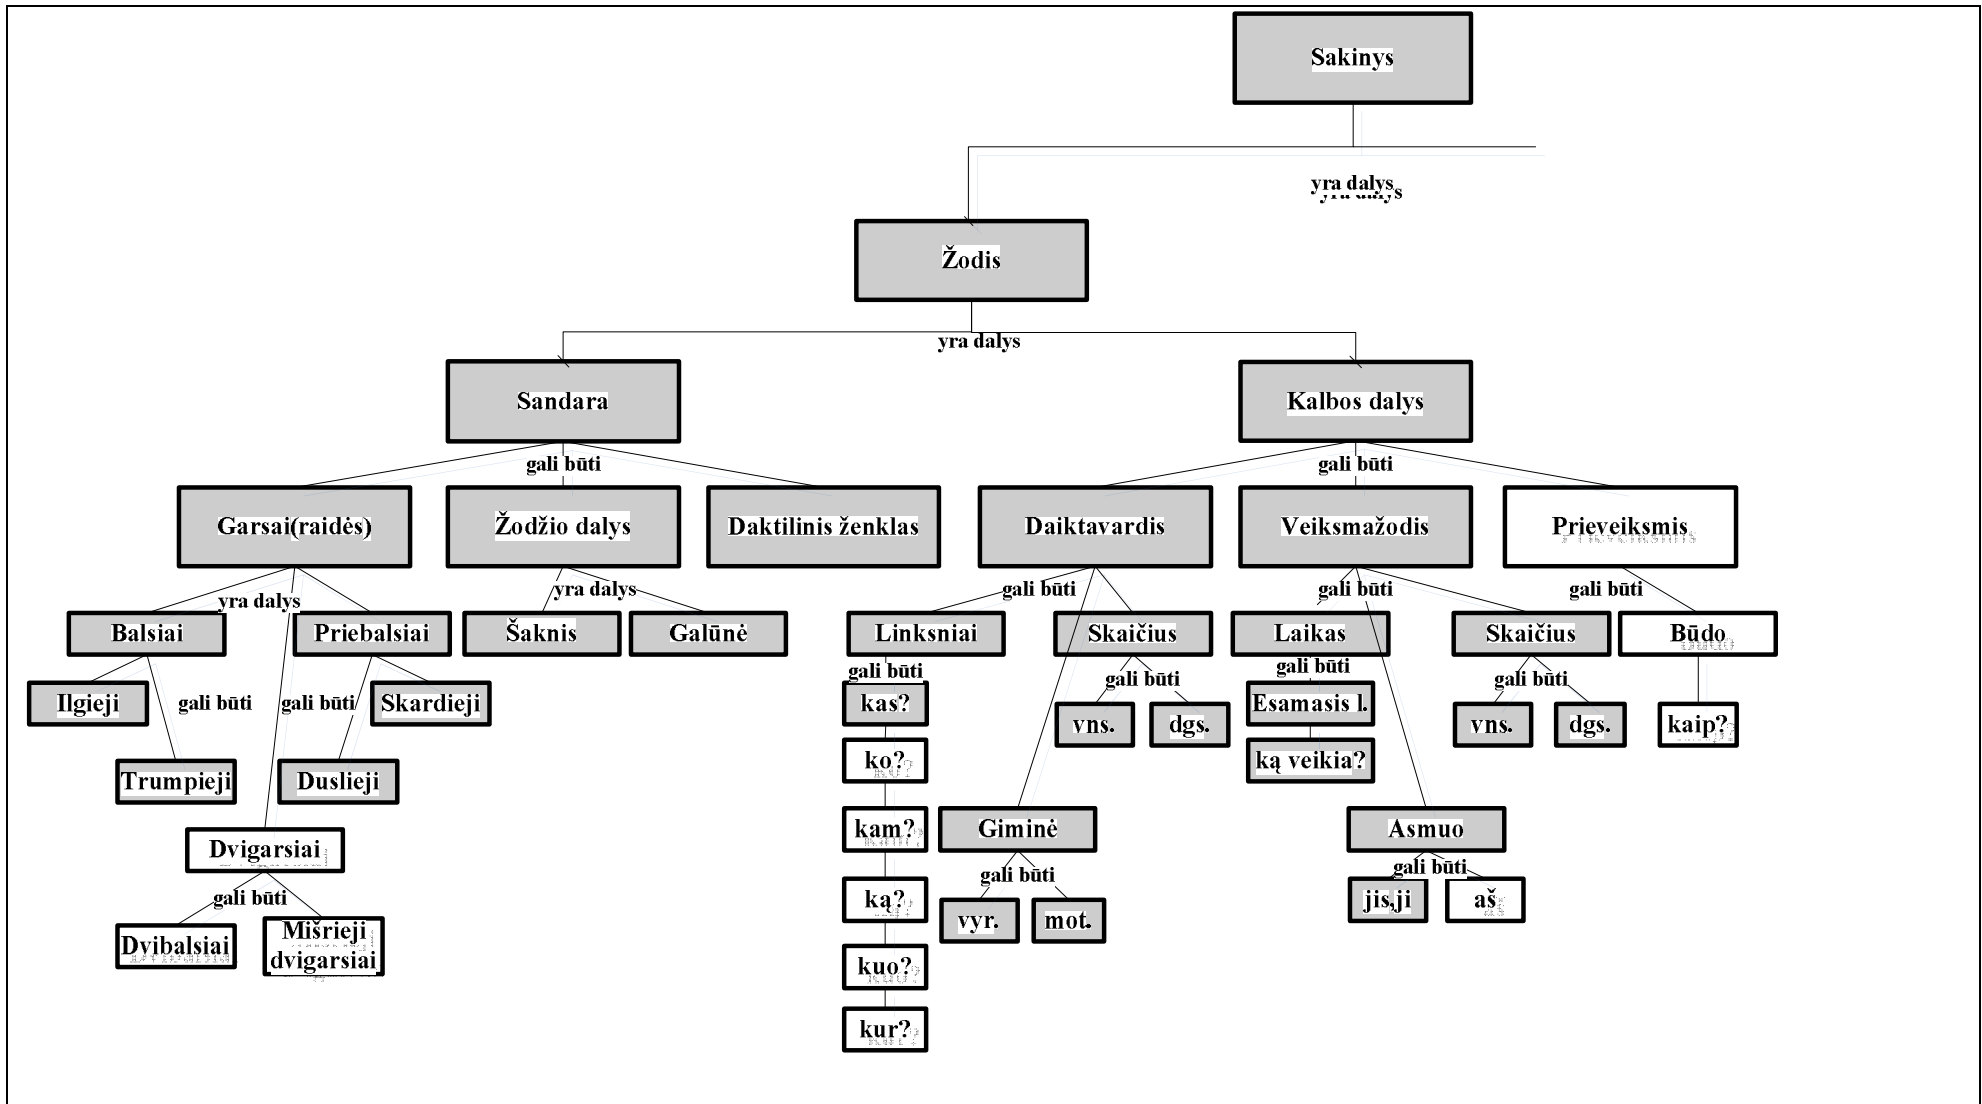 Sakinys
yra dalys
Žodis
yra dalys
Sandara
Kalbos dalys
gali būti
gali būti
Garsai(raidės)
Žodžio dalys
Daktilinis ženklas
Daiktavardis
Veiksmažodis
Prieveiksmis
yra dalys
yra dalys
gali būti
gali būti
gali būti
Balsiai
Priebalsiai
Šaknis
Galūnė
Linksniai
Skaičius
Laikas
Skaičius
Būdo
gali būti
gali būti
gali būti
gali būti
Ilgieji
gali būti
gali būti
Skardieji
kas?
vns.
dgs.
Esamasis l.
vns.
dgs.
kaip?
Trumpieji
Duslieji
ko?
ką veikia?
Dvigarsiai
kam?
Giminė
Asmuo
gali būti
gali būti
gali būti
Dvibalsiai
Mišrieji
dvigarsiai
ką?
vyr.
mot.
jis,ji
aš
kuo?
kur?